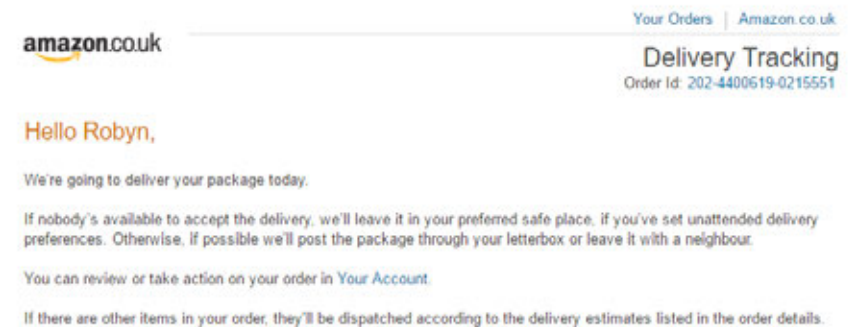 Your Orders | Amazon.co.uk
amazon.co.uk
Delivery Tracking
Order Id: 202-4400619-0215551
Hello Robyn,
We're going to deliver your package today.
If nobody's available to accept the delivery, we'll leave it in your preferred safe place, if you've set unattended delivery
preferences. Otherwise, if possible we'll post the package through your letterbox or leave it with a neighbour.
You can review or take action on your order in Your Account.
If there are other items in your order, they'll be dispatched according to the delivery estimates listed in the order details.